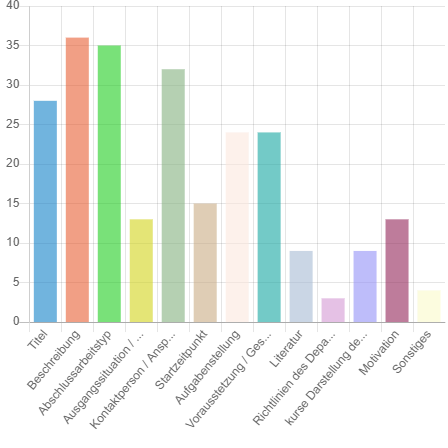 40
35
30
25
20
15
10
5
0
Titel
Beschreibung
Abschlussarbeitstyp
Ausgangssituation / ...
Kontaktperson / Ansp...
Startzeitpunkt
Aufgabenstellung
Voraussstetzung / Ges...
Literatur
Richtlinien des Depa...
kurse Darstellung de...
Motivation
Sonstiges